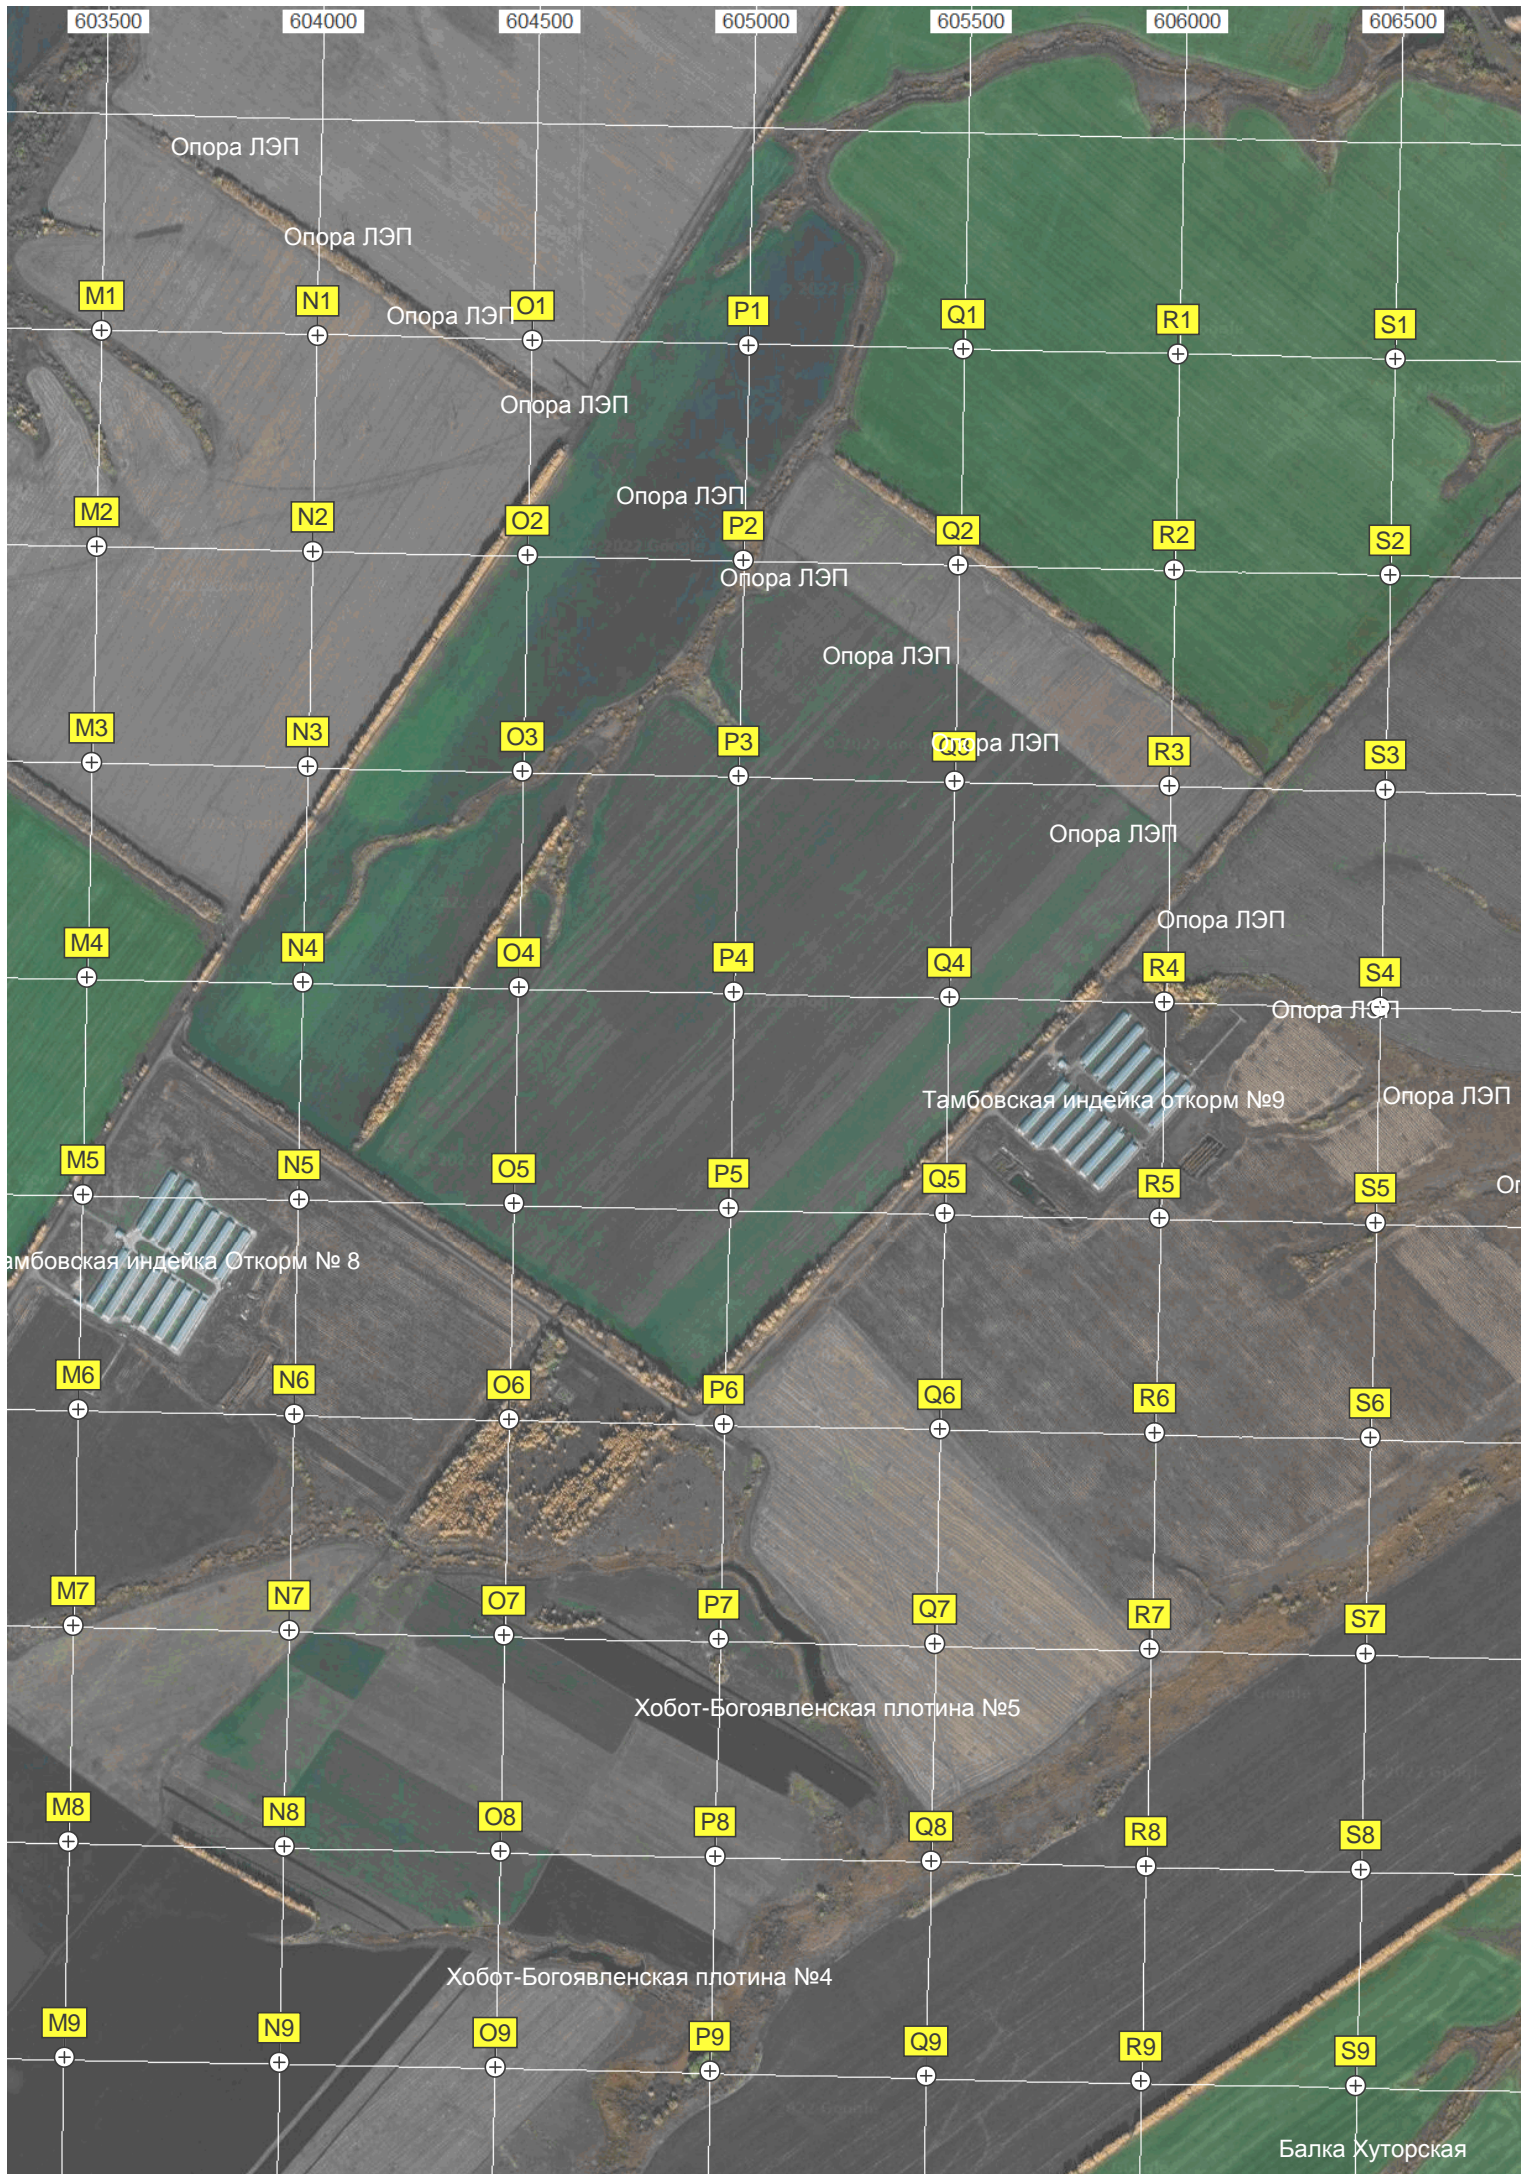 603500 604000 604500 605000 605500 606000 606500
Опора ЛЭП
Опора ЛЭП
M1 N1 O1 P1 Q1 R1 S1
Опора ЛЭП
Опора ЛЭП
Опора ЛЭП
M2 N2 O2 P2 Q2 R2 S2
Опора ЛЭП
Опора ЛЭП
M3 N3 O3 P3 Q3 R3 S3
Опора ЛЭП
Опора ЛЭП
Опора ЛЭП
M4 N4 O4 P4 Q4 R4 S4
Опора ЛЭП
Опора ЛЭП
Тамбовская индейка откорм №9
M5 N5 O5 P5 Q5 R5 S5
Оп
амбовская индейка Откорм № 8
M6 N6 O6 P6 Q6 R6 S6
M7 N7 O7 P7 Q7 R7 S7
Хобот-Богоявленская плотина №5
M8 N8 O8 P8 Q8 R8 S8
Хобот-Богоявленская плотина №4
M9 N9 O9 P9 Q9 R9 S9
Балка Хуторская